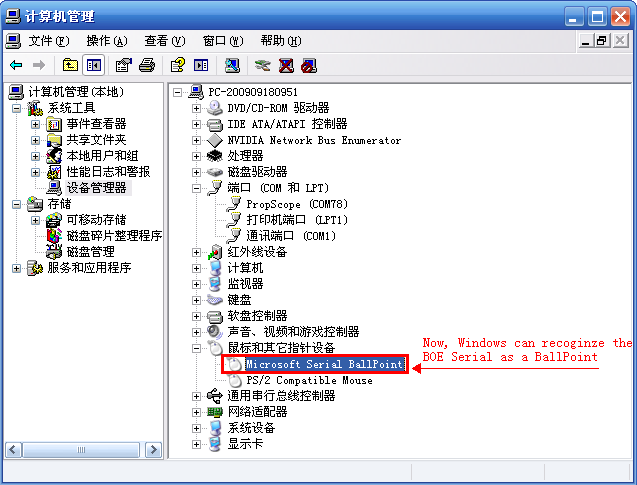 计算机管理
文件(F) 操作(A) 查看(V) 窗口(W) 帮助(H)
计算机管理(本地)
系统工具
事件查看器
共享文件夹
本地用户和组
性能日志和警报
设备管理器
存储
可移动存储
磁盘碎片整理程序
磁盘管理
服务和应用程序
PC-200909180951
DVD/CD-ROM 驱动器
IDE ATA/ATAPI 控制器
NVIDIA Network Bus Enumerator
处理器
磁盘驱动器
端口 (COM 和 LPT)
PropScope (COM78)
打印机端口 (LPT1)
通讯端口 (COM1)
红外线设备
计算机
监视器
键盘
软盘控制器
声音、视频和游戏控制器
鼠标和其它指针设备
Microsoft Serial BallPoint
PS/2 Compatible Mouse
通用串行总线控制器
网络适配器
系统设备
显示卡
Now, Windows can recoginze the
BOE Serial as a BallPoint